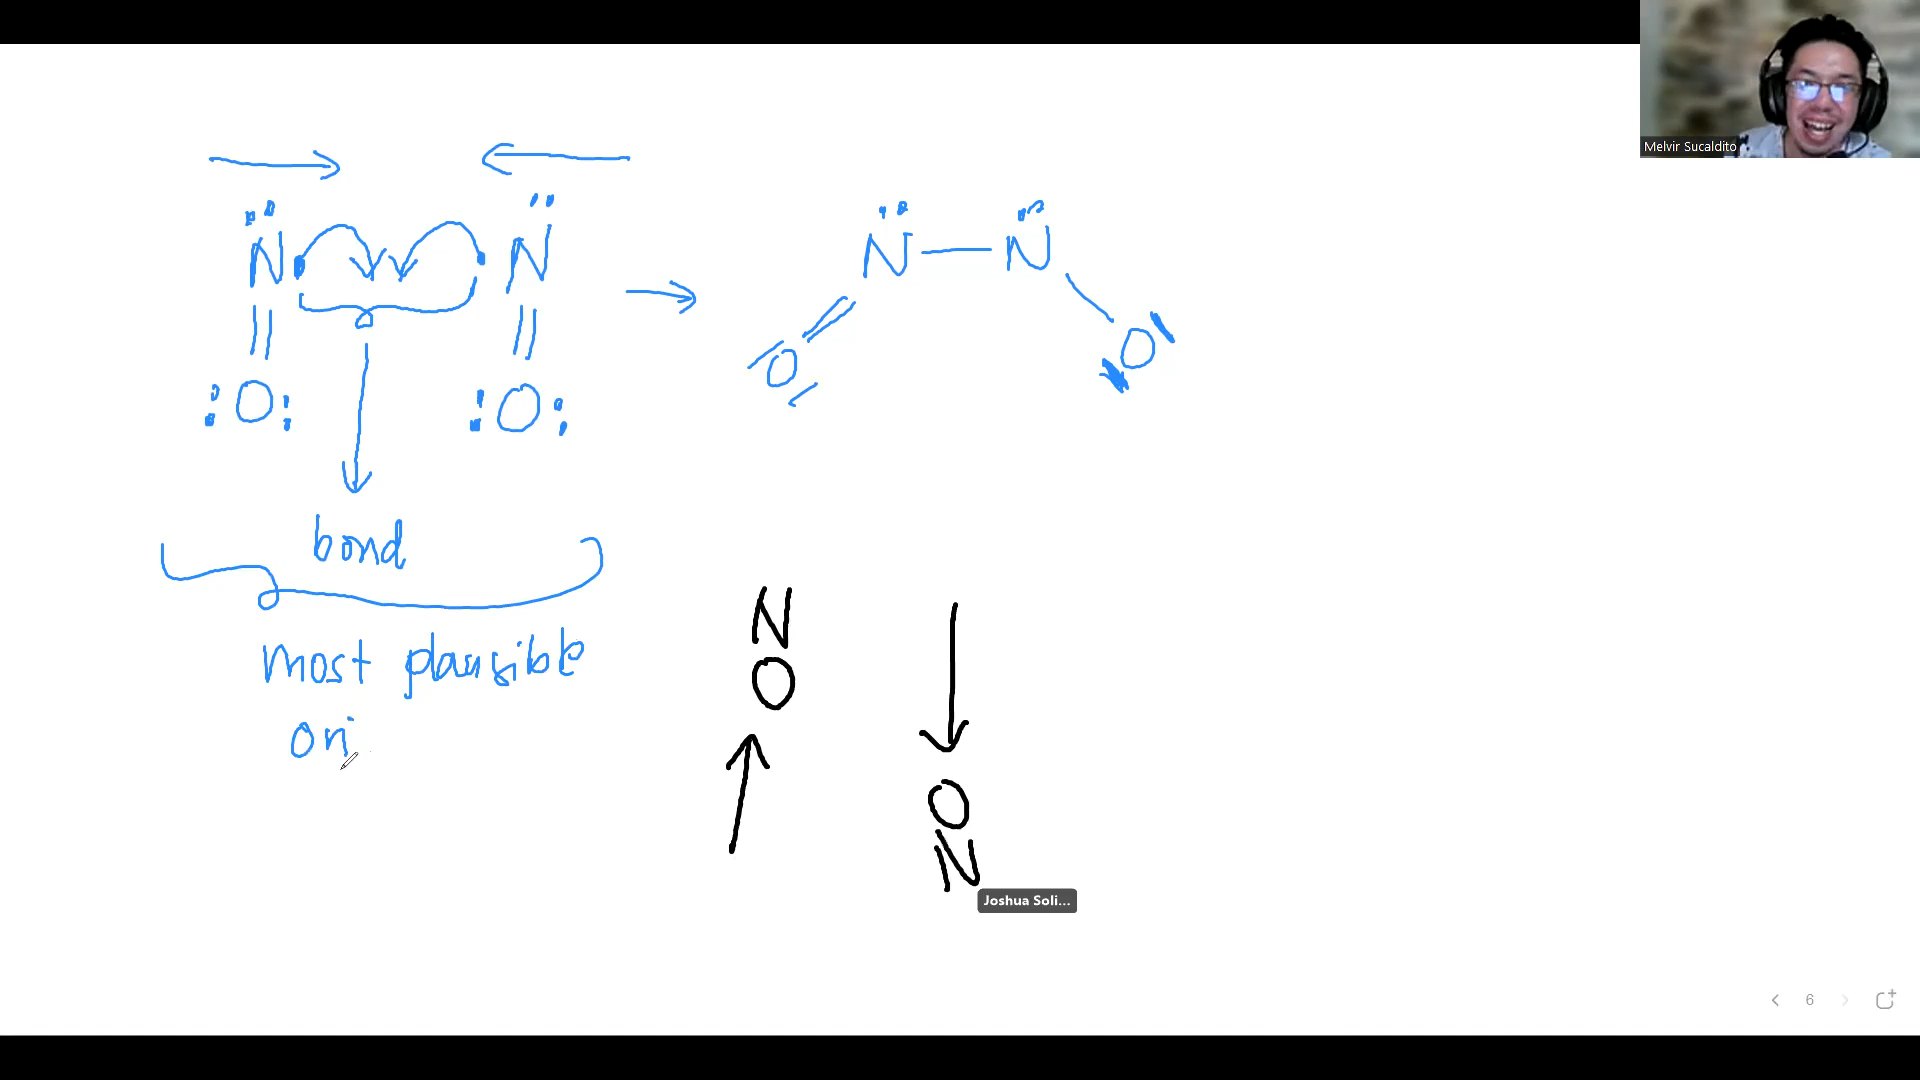 Melvir Sucaldito
N N
O O
N N
O O
bond
most plausible
ori
N
O
O
N
Joshua Soli...
6